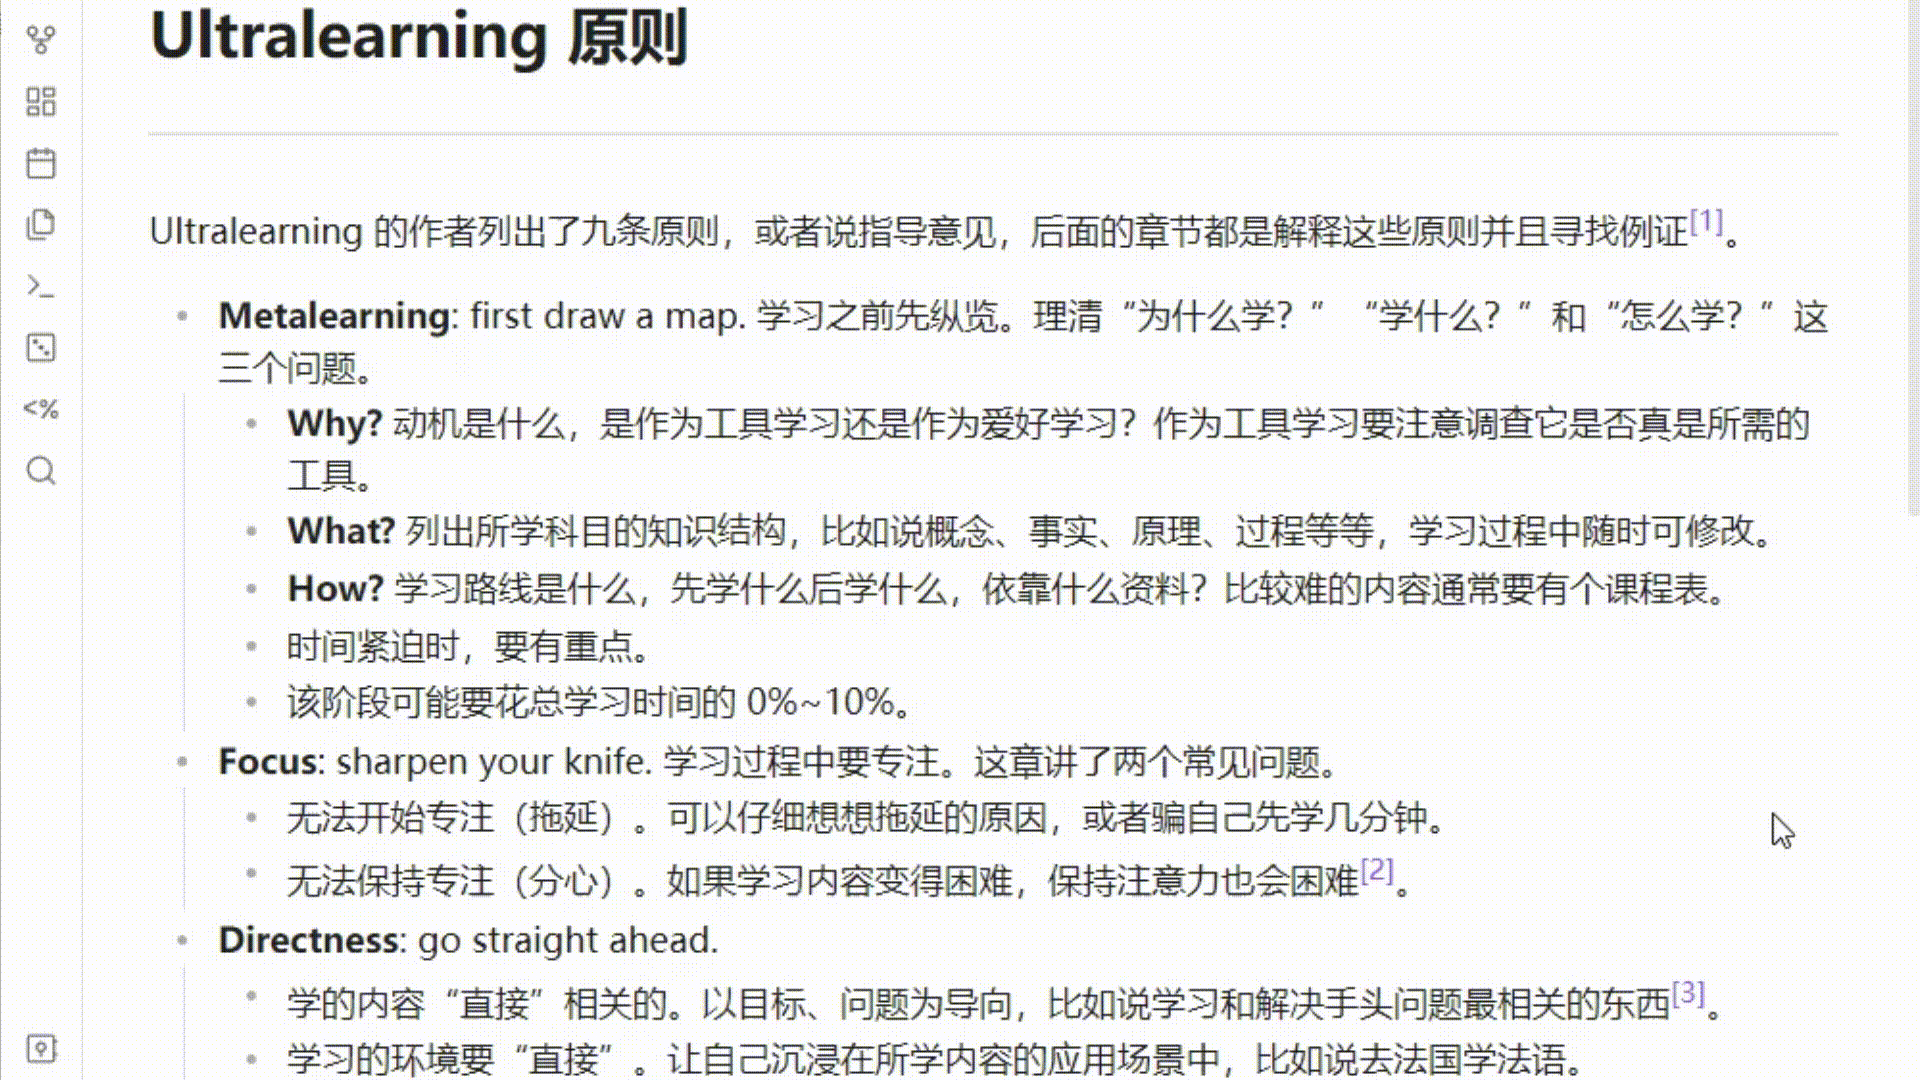 Ultralearning 原则
Ultralearning 的作者列出了九条原则，或者说指导意见，后面的章节都是解释这些原则并且寻找例证[1]。
Metalearning: first draw a map. 学习之前先纵览。理清“为什么学？”“学什么？”和“怎么学？”这
三个问题。
Why? 动机是什么，是作为工具学习还是作为爱好学习？作为工具学习要注意调查它是否真是所需的
工具。
What? 列出所学科目的知识结构，比如说概念、事实、原理、过程等等，学习过程中随时可修改。
How? 学习路线是什么，先学什么后学什么，依靠什么资料？比较难的内容通常要有个课程表。
时间紧迫时，要有重点。
该阶段可能要花总学习时间的 0%~10%。
Focus: sharpen your knife. 学习过程中要专注。这章讲了两个常见问题。
无法开始专注（拖延）。可以仔细想想拖延的原因，或者骗自己先学几分钟。
无法保持专注（分心）。如果学习内容变得困难，保持注意力也会困难[2]。
Directness: go straight ahead.
学的内容“直接”相关的。以目标、问题为导向，比如说学习和解决手头问题最相关的东西[3]。
学习的环境要“直接”。让自己沉浸在所学内容的应用场景中，比如说去法国学法语。